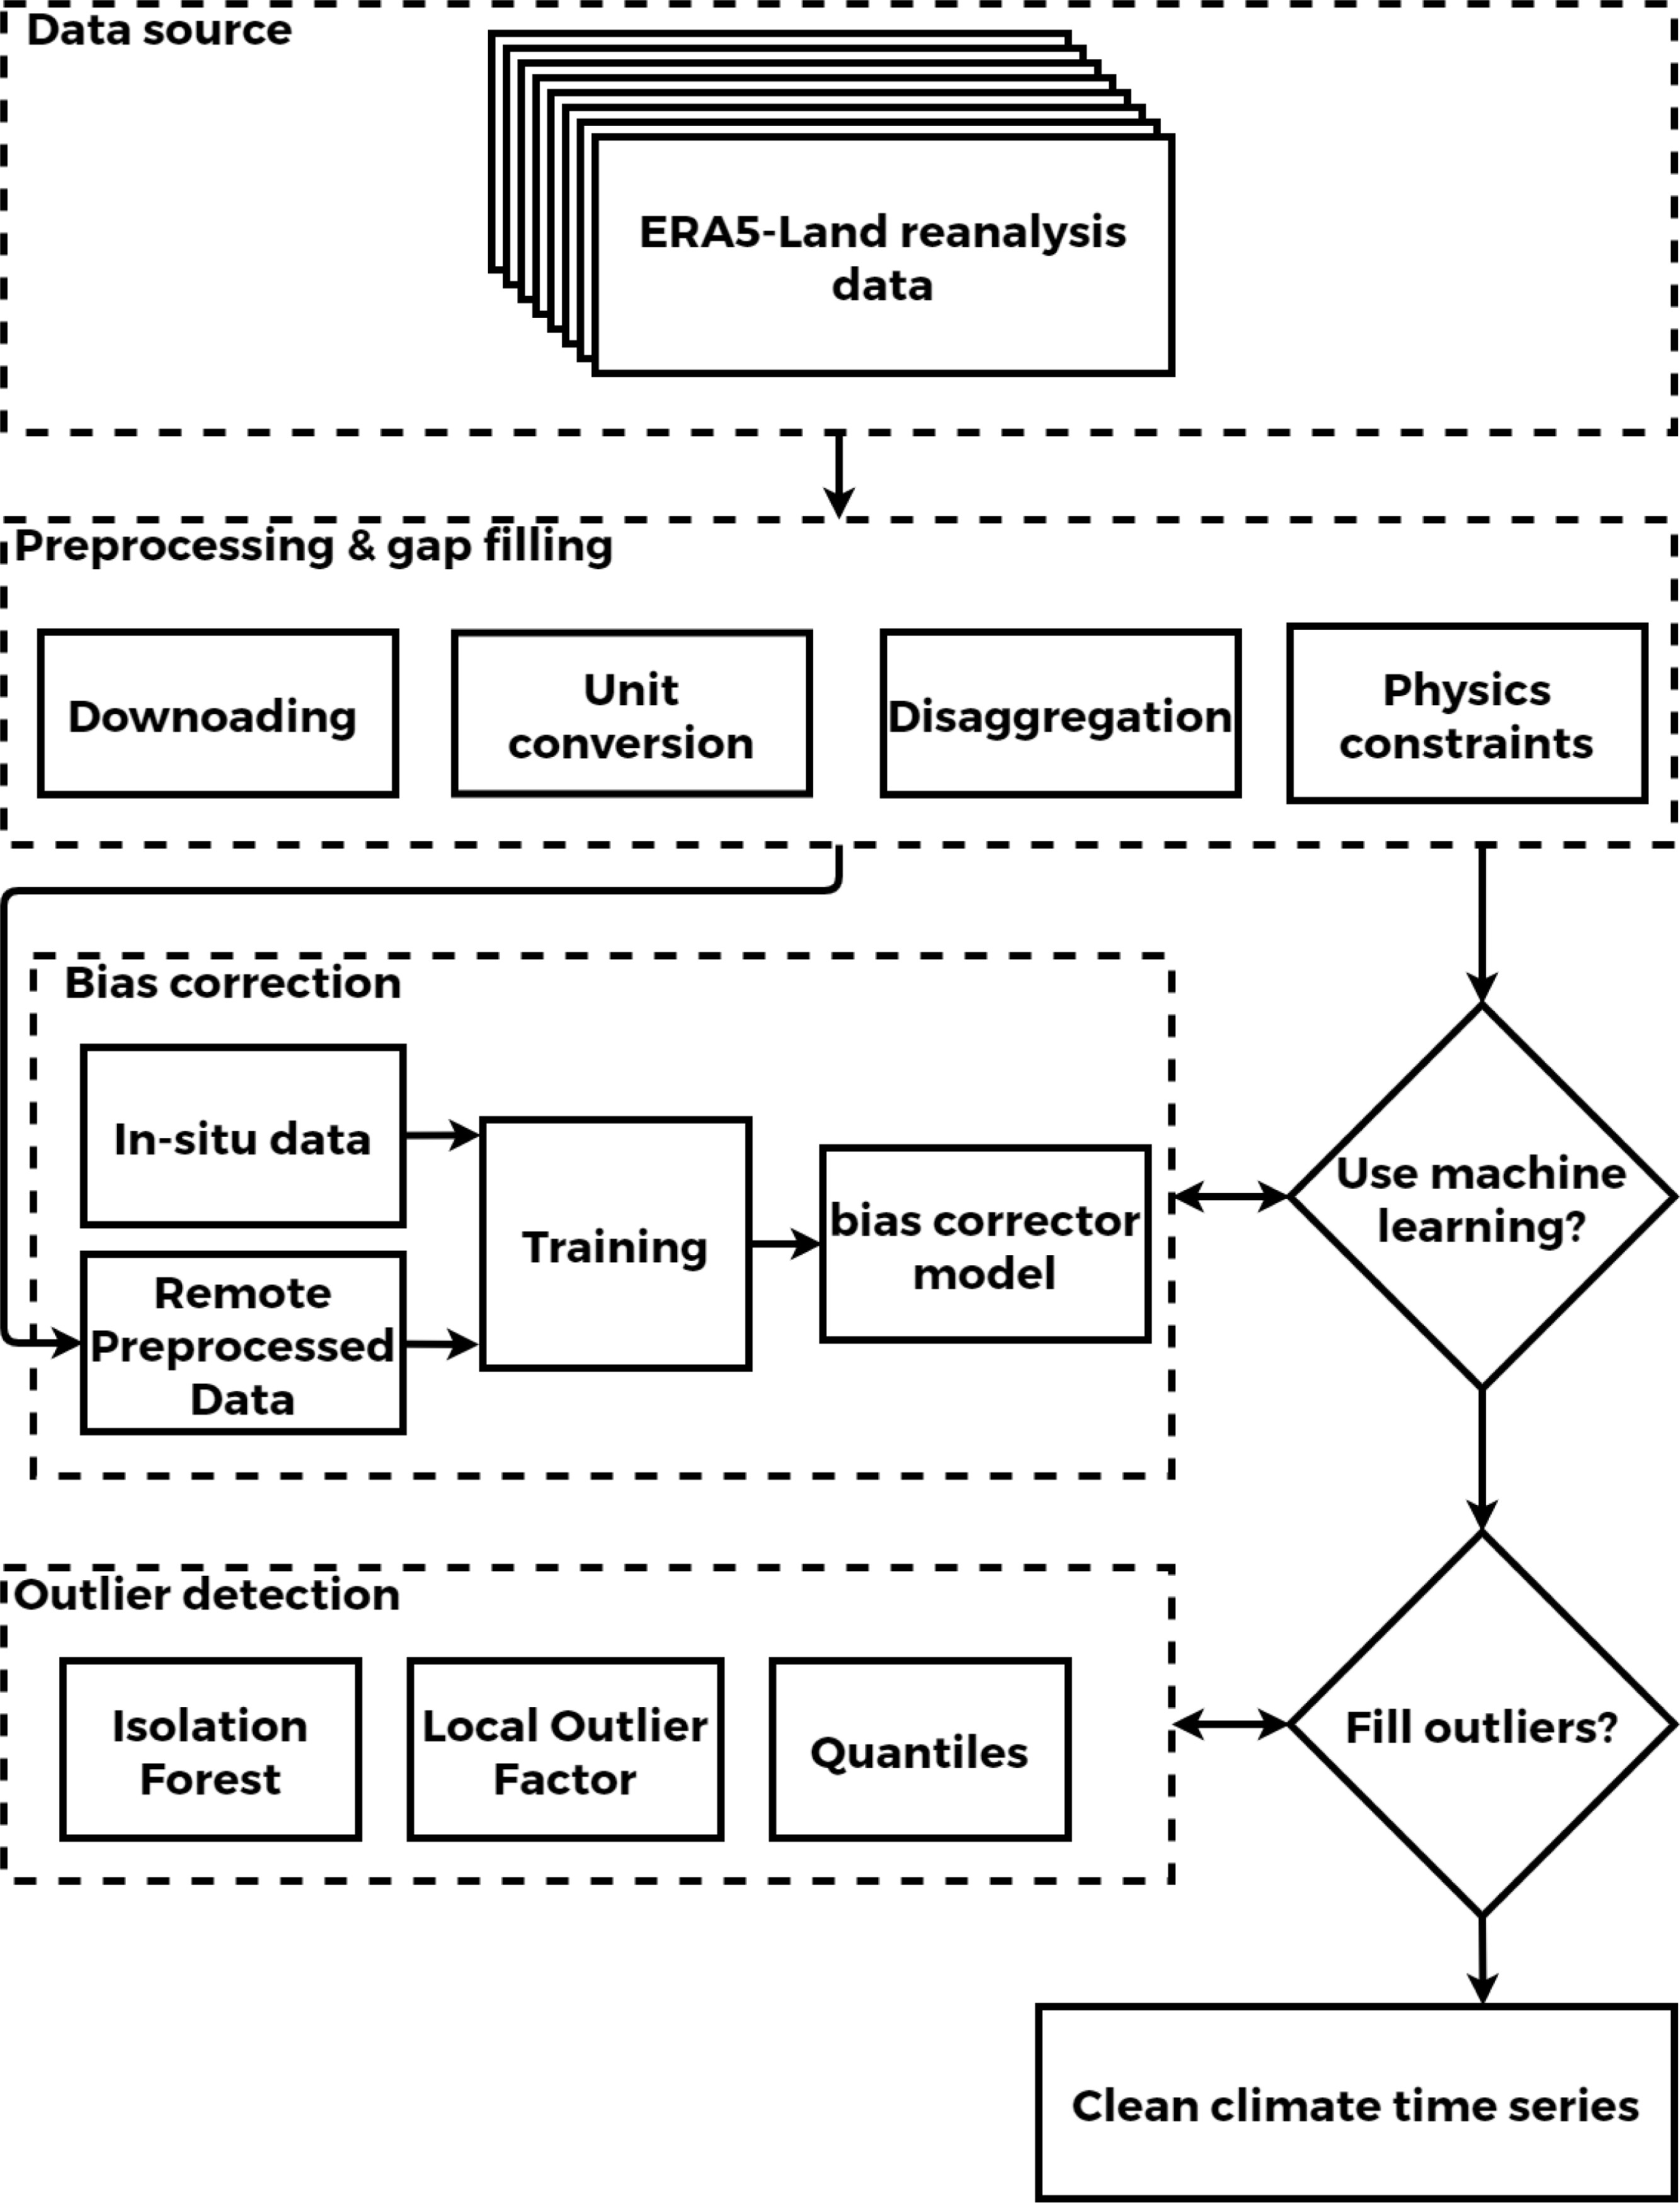 Data source
ERA5-Land reanalysis
data
Preprocessing & gap filling
Downoading
Unit
conversion
Disaggregation
Physics
constraints
Bias correction
In-situ data
Remote
Preprocessed
Data
Training
bias corrector
model
Use machine
learning?
Outlier detection
Isolation
Forest
Local Outlier
Factor
Quantiles
Fill outliers?
Clean climate time series